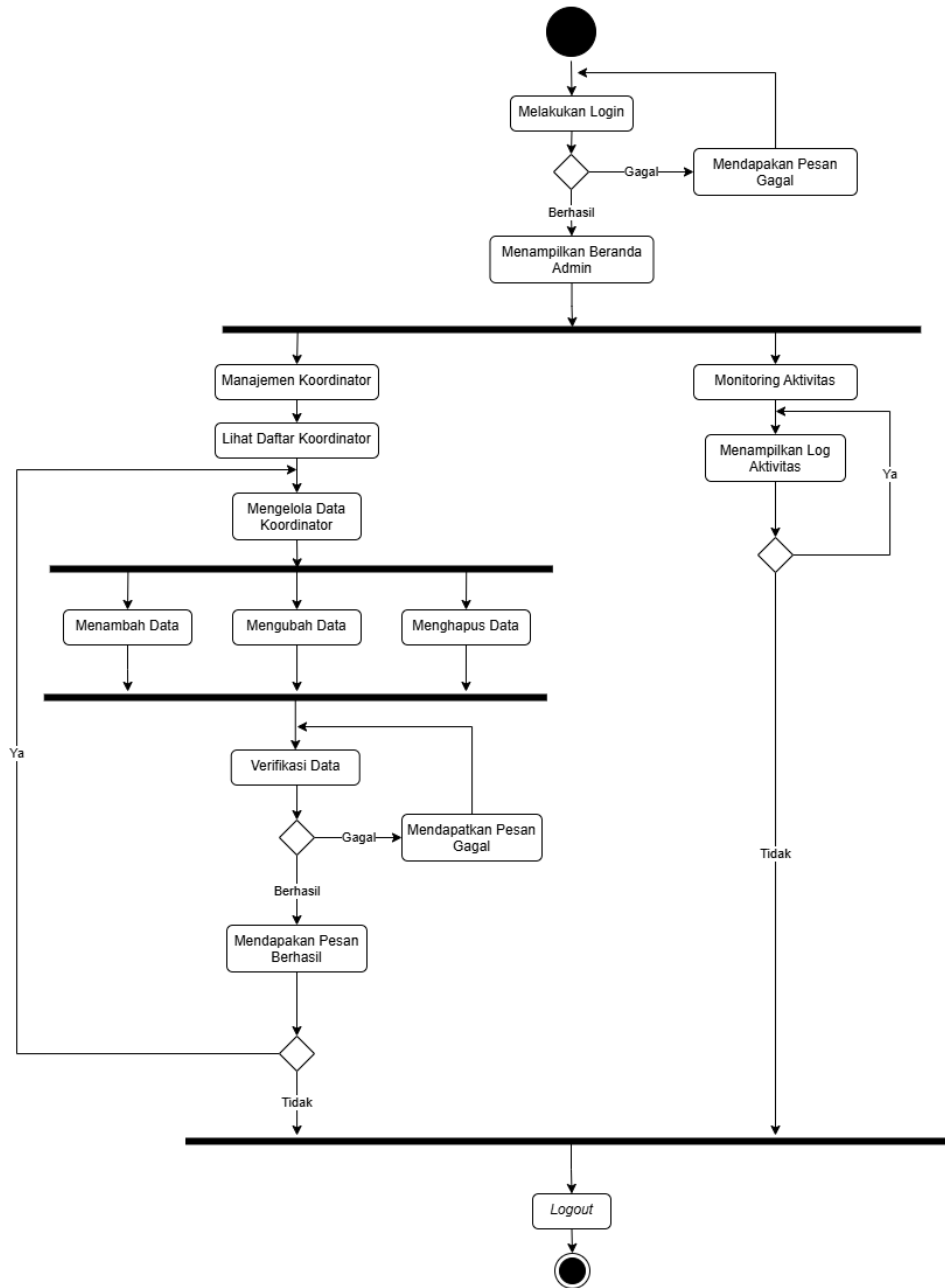 Melakukan Login
Gagal
Mendapakan Pesan
Gagal
Berhasil
Menampilkan Beranda
Admin
Manajemen Koordinator
Monitoring Aktivitas
Lihat Daftar Koordinator
Menampilkan Log
Aktivitas
Ya
Mengelola Data
Koordinator
Menambah Data
Mengubah Data
Menghapus Data
Ya
Verifikasi Data
Gagal
Mendapatkan Pesan
Gagal
Tidak
Berhasil
Mendapakan Pesan
Berhasil
Tidak
Logout